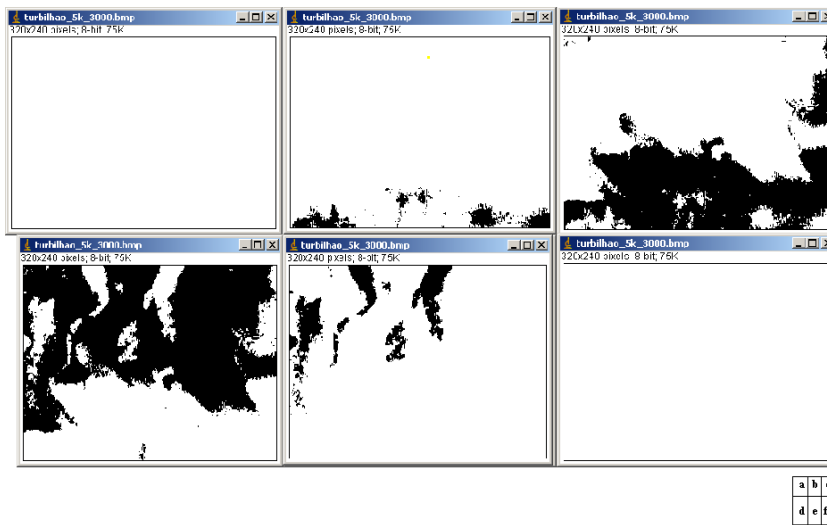 turbilhao_5k_3000.bmp
320x240 pixels; 8-bit; 75K
turbilhao_5k_3000.bmp
320x240 pixels; 8-bit; 75K
turbilhao_5k_3000.bmp
320x240 pixels; 8-bit; 75K
turbilhao_5k_3000.bmp
320x240 pixels; 8-bit; 75K
turbilhao_5k_3000.bmp
320x240 pixels; 8-bit; 75K
turbilhao_5k_3000.bmp
320x240 pixels; 8-bit; 75K
a b
d e f